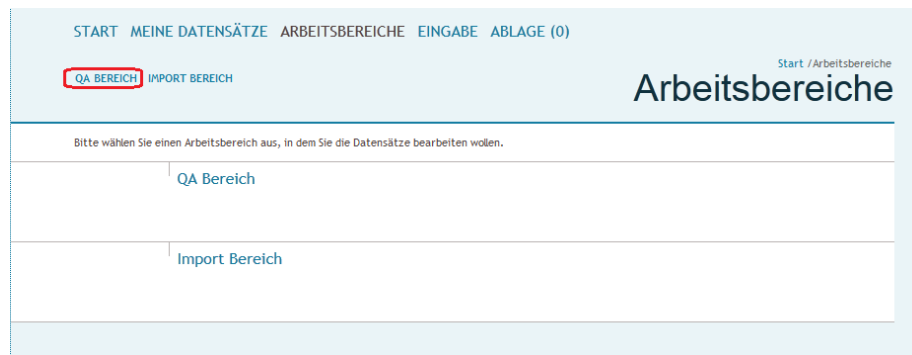 START MEINE DATENSÄTZE ARBEITSBEREICHE EINGABE ABLAGE (0)
QA BEREICH IMPORT BEREICH
Start /Arbeitsbereiche
Arbeitsbereiche
Bitte wählen Sie einen Arbeitsbereich aus, in dem Sie die Datensätze bearbeiten wollen.
QA Bereich
Import Bereich